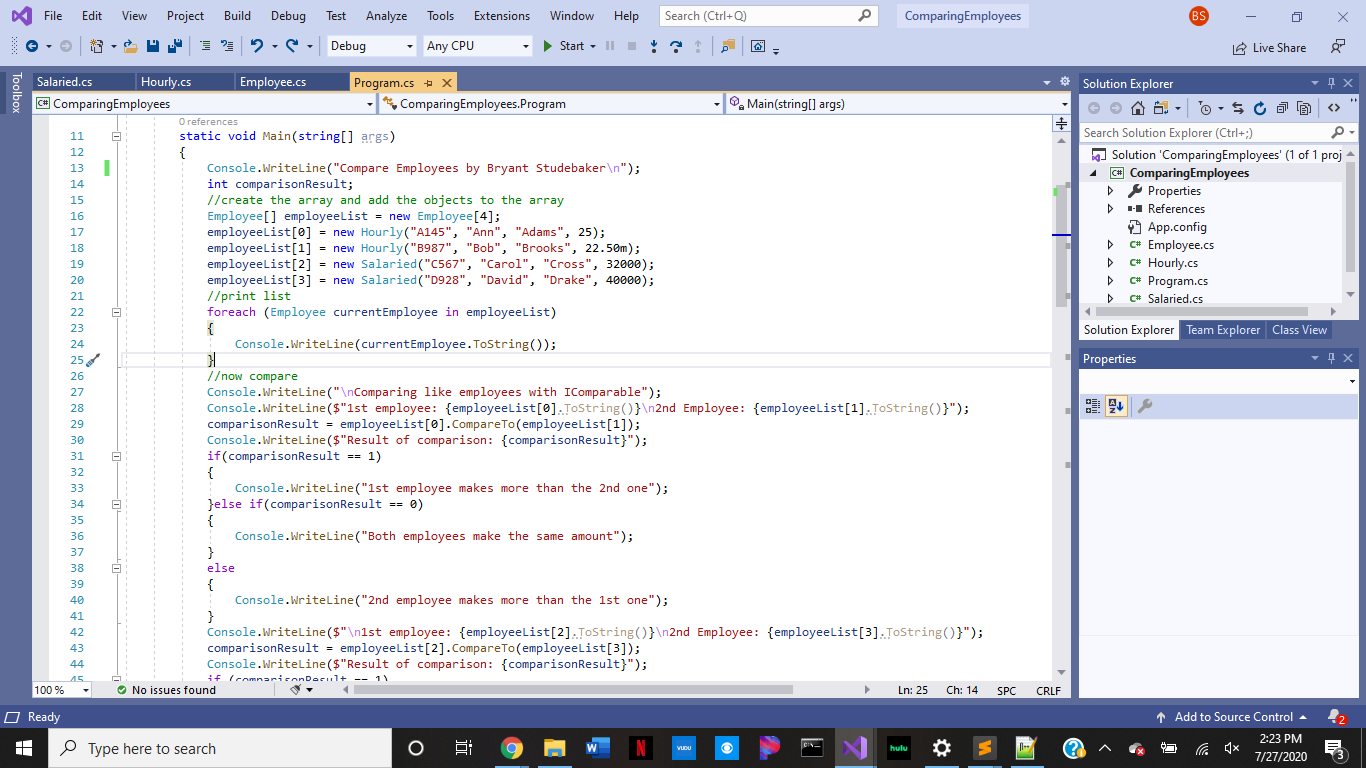 File Edit View Project Build Debug Test Analyze Tools Extensions Window Help Search (Ctrl+Q) ComparingEmployees BS
Debug Any CPU Start Live Share
Toolbox
Salaried.cs Hourly.cs Employee.cs Program.cs
ComparingEmployees ComparingEmployees.Program Main(string[] args)
0 references
11 static void Main(string[] args)
12 {
13 Console.WriteLine("Compare Employees by Bryant Studebaker\n");
14 int comparisonResult;
15 //create the array and add the objects to the array
16 Employee[] employeeList = new Employee[4];
17 employeeList[0] = new Hourly("A145", "Ann", "Adams", 25);
18 employeeList[1] = new Hourly("B987", "Bob", "Brooks", 22.50m);
19 employeeList[2] = new Salaried("C567", "Carol", "Cross", 32000);
20 employeeList[3] = new Salaried("D928", "David", "Drake", 40000);
21 //print list
22 foreach (Employee currentEmployee in employeeList)
23 {
24 Console.WriteLine(currentEmployee.ToString());
25 }
26 //now compare
27 Console.WriteLine("\nComparing like employees with IComparable");
28 Console.WriteLine($"1st employee: {employeeList[0].ToString()}\n2nd Employee: {employeeList[1].ToString()}");
29 comparisonResult = employeeList[0].CompareTo(employeeList[1]);
30 Console.WriteLine($"Result of comparison: {comparisonResult}");
31 if(comparisonResult == 1)
32 {
33 Console.WriteLine("1st employee makes more than the 2nd one");
34 }else if(comparisonResult == 0)
35 {
36 Console.WriteLine("Both employees make the same amount");
37 }
38 else
39 {
40 Console.WriteLine("2nd employee makes more than the 1st one");
41 }
42 Console.WriteLine($"\n1st employee: {employeeList[2].ToString()}\n2nd Employee: {employeeList[3].ToString()}");
43 comparisonResult = employeeList[2].CompareTo(employeeList[3]);
44 Console.WriteLine($"Result of comparison: {comparisonResult}");
45 if (comparisonResult == 1)
100 % No issues found Ln: 25 Ch: 14 SPC CRLF
Solution Explorer
Search Solution Explorer (Ctrl+;)
Solution 'ComparingEmployees' (1 of 1 proj
C# ComparingEmployees
Properties
References
App.config
C# Employee.cs
C# Hourly.cs
C# Program.cs
C# Salaried.cs
Solution Explorer Team Explorer Class View
Properties
Ready Add to Source Control 2
Type here to search VUDU hulu 2:23 PM
7/27/2020 3